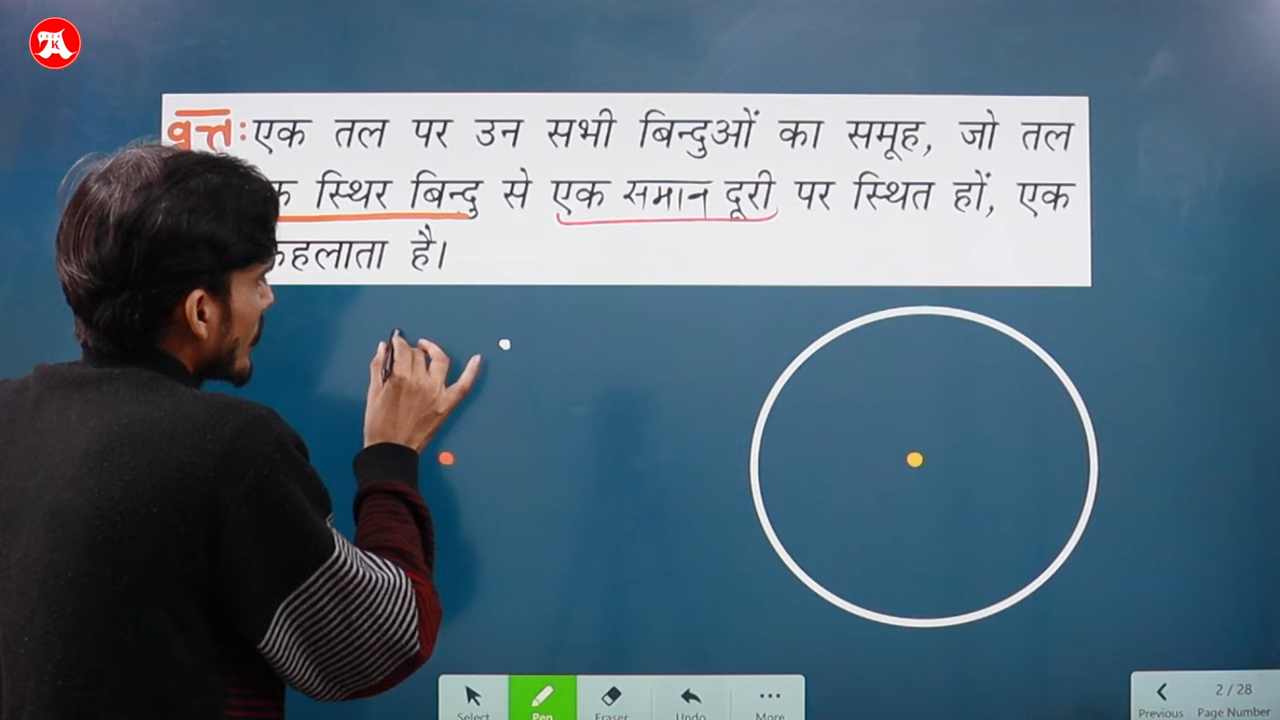 वृत्तः एक तल पर उन सभी बिन्दुओं का समूह, जो तल
स्थिर बिन्दु से एक समान दूरी पर स्थित हों, एक
कहलाता है।
Select
Pen
Eraser
Undo
More
Previous
2 / 28
Page Number